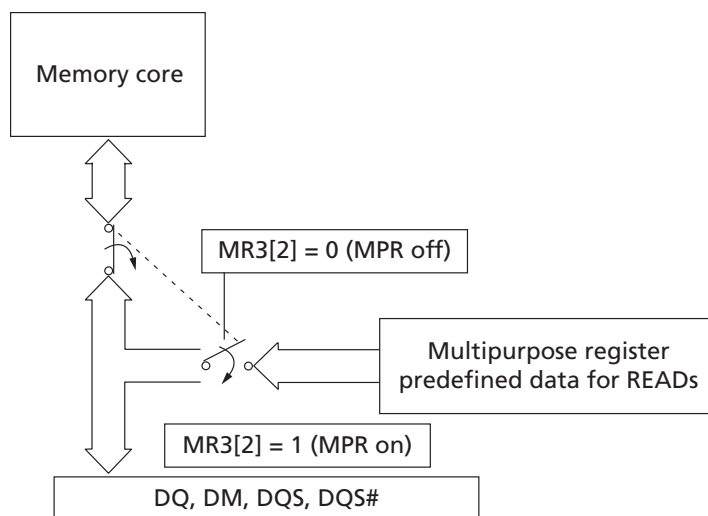 Memory core
MR3[2] = 0 (MPR off)
Multipurpose register
predefined data for READs
MR3[2] = 1 (MPR on)
DQ, DM, DQS, DQS#